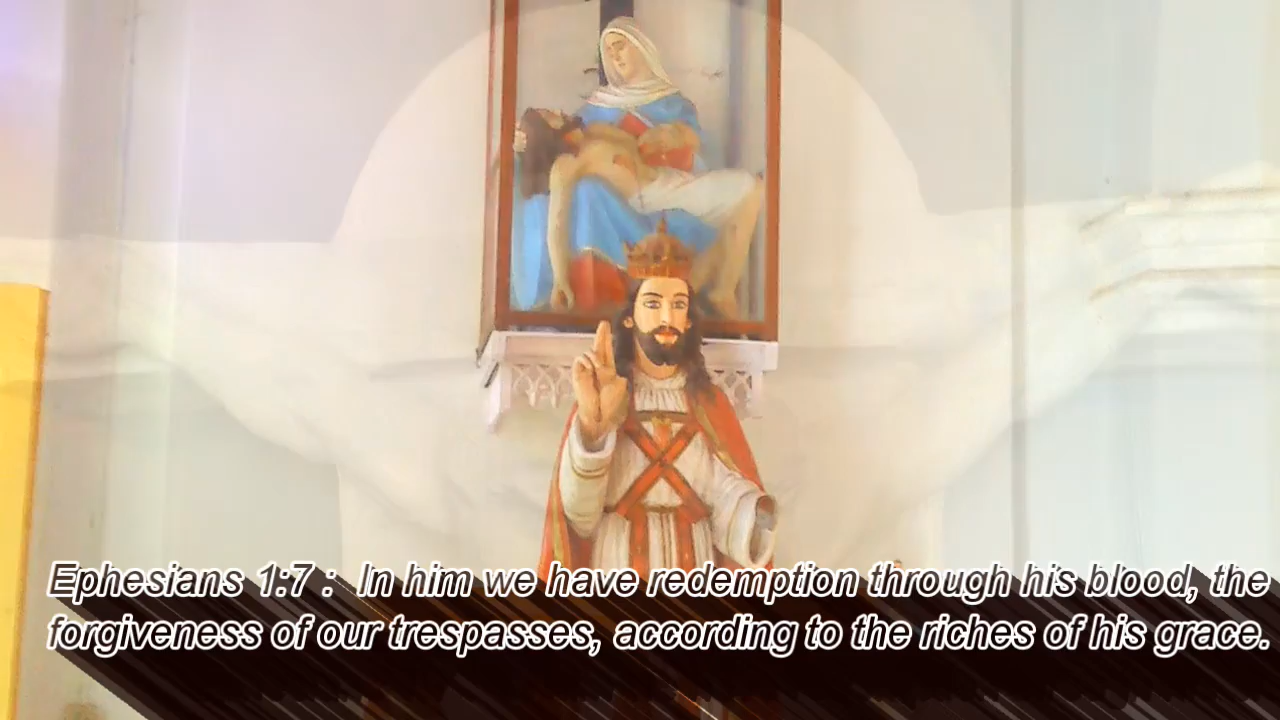 Ephesians 1:7 :  In him we have redemption through his blood, the
forgiveness of our trespasses, according to the riches of his grace.